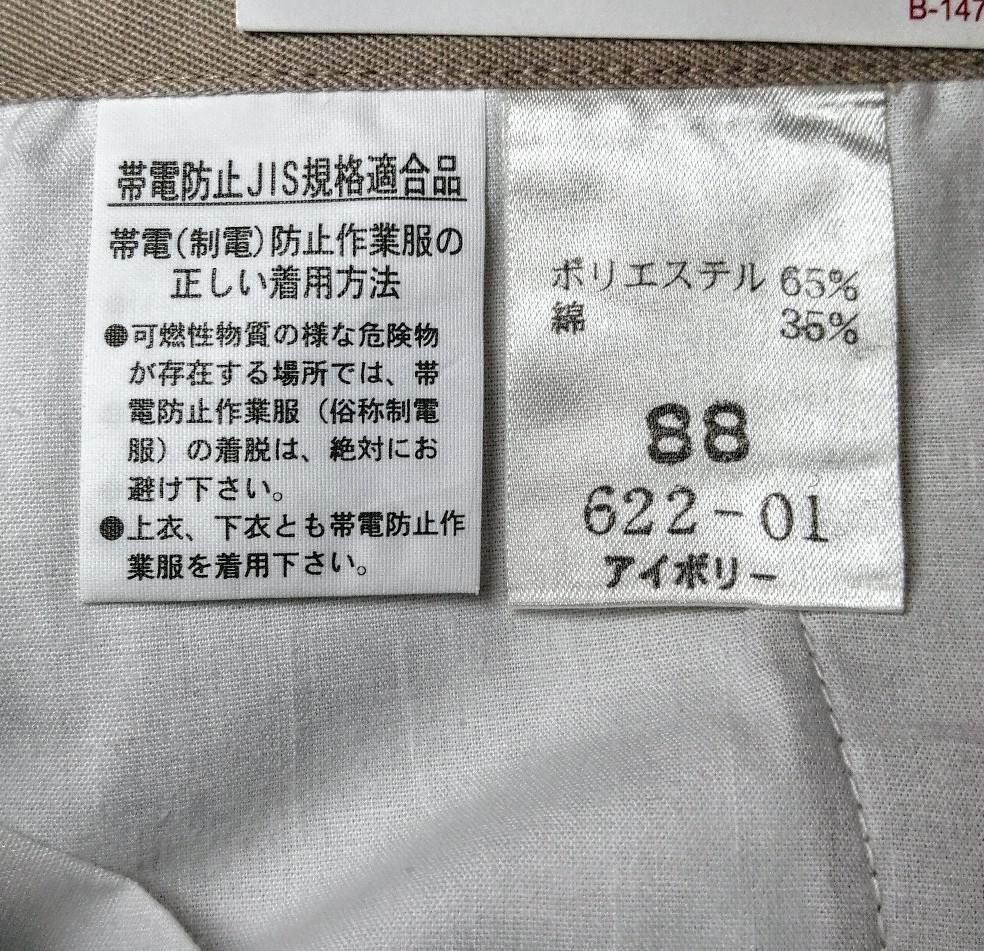 B-147
帯電防止JIS規格適合品
帯電(制電)防止作業服の
正しい着用方法
●可燃性物質の様な危険物
が存在する場所では、帯
電防止作業服（俗称制電
服）の着脱は、絶対にお
避け下さい。
●上衣、下衣とも帯電防止作
業服を着用下さい。
ポリエステル 65%
綿 35%
88
622-01
アイボリー